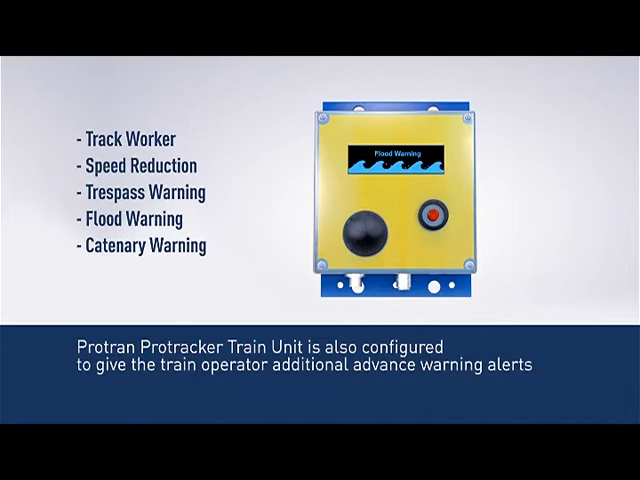 - Track Worker
- Speed Reduction
- Trespass Warning
- Flood Warning
- Catenary Warning
Flood Warning
Protran Protracker Train Unit is also configured
to give the train operator additional advance warning alerts